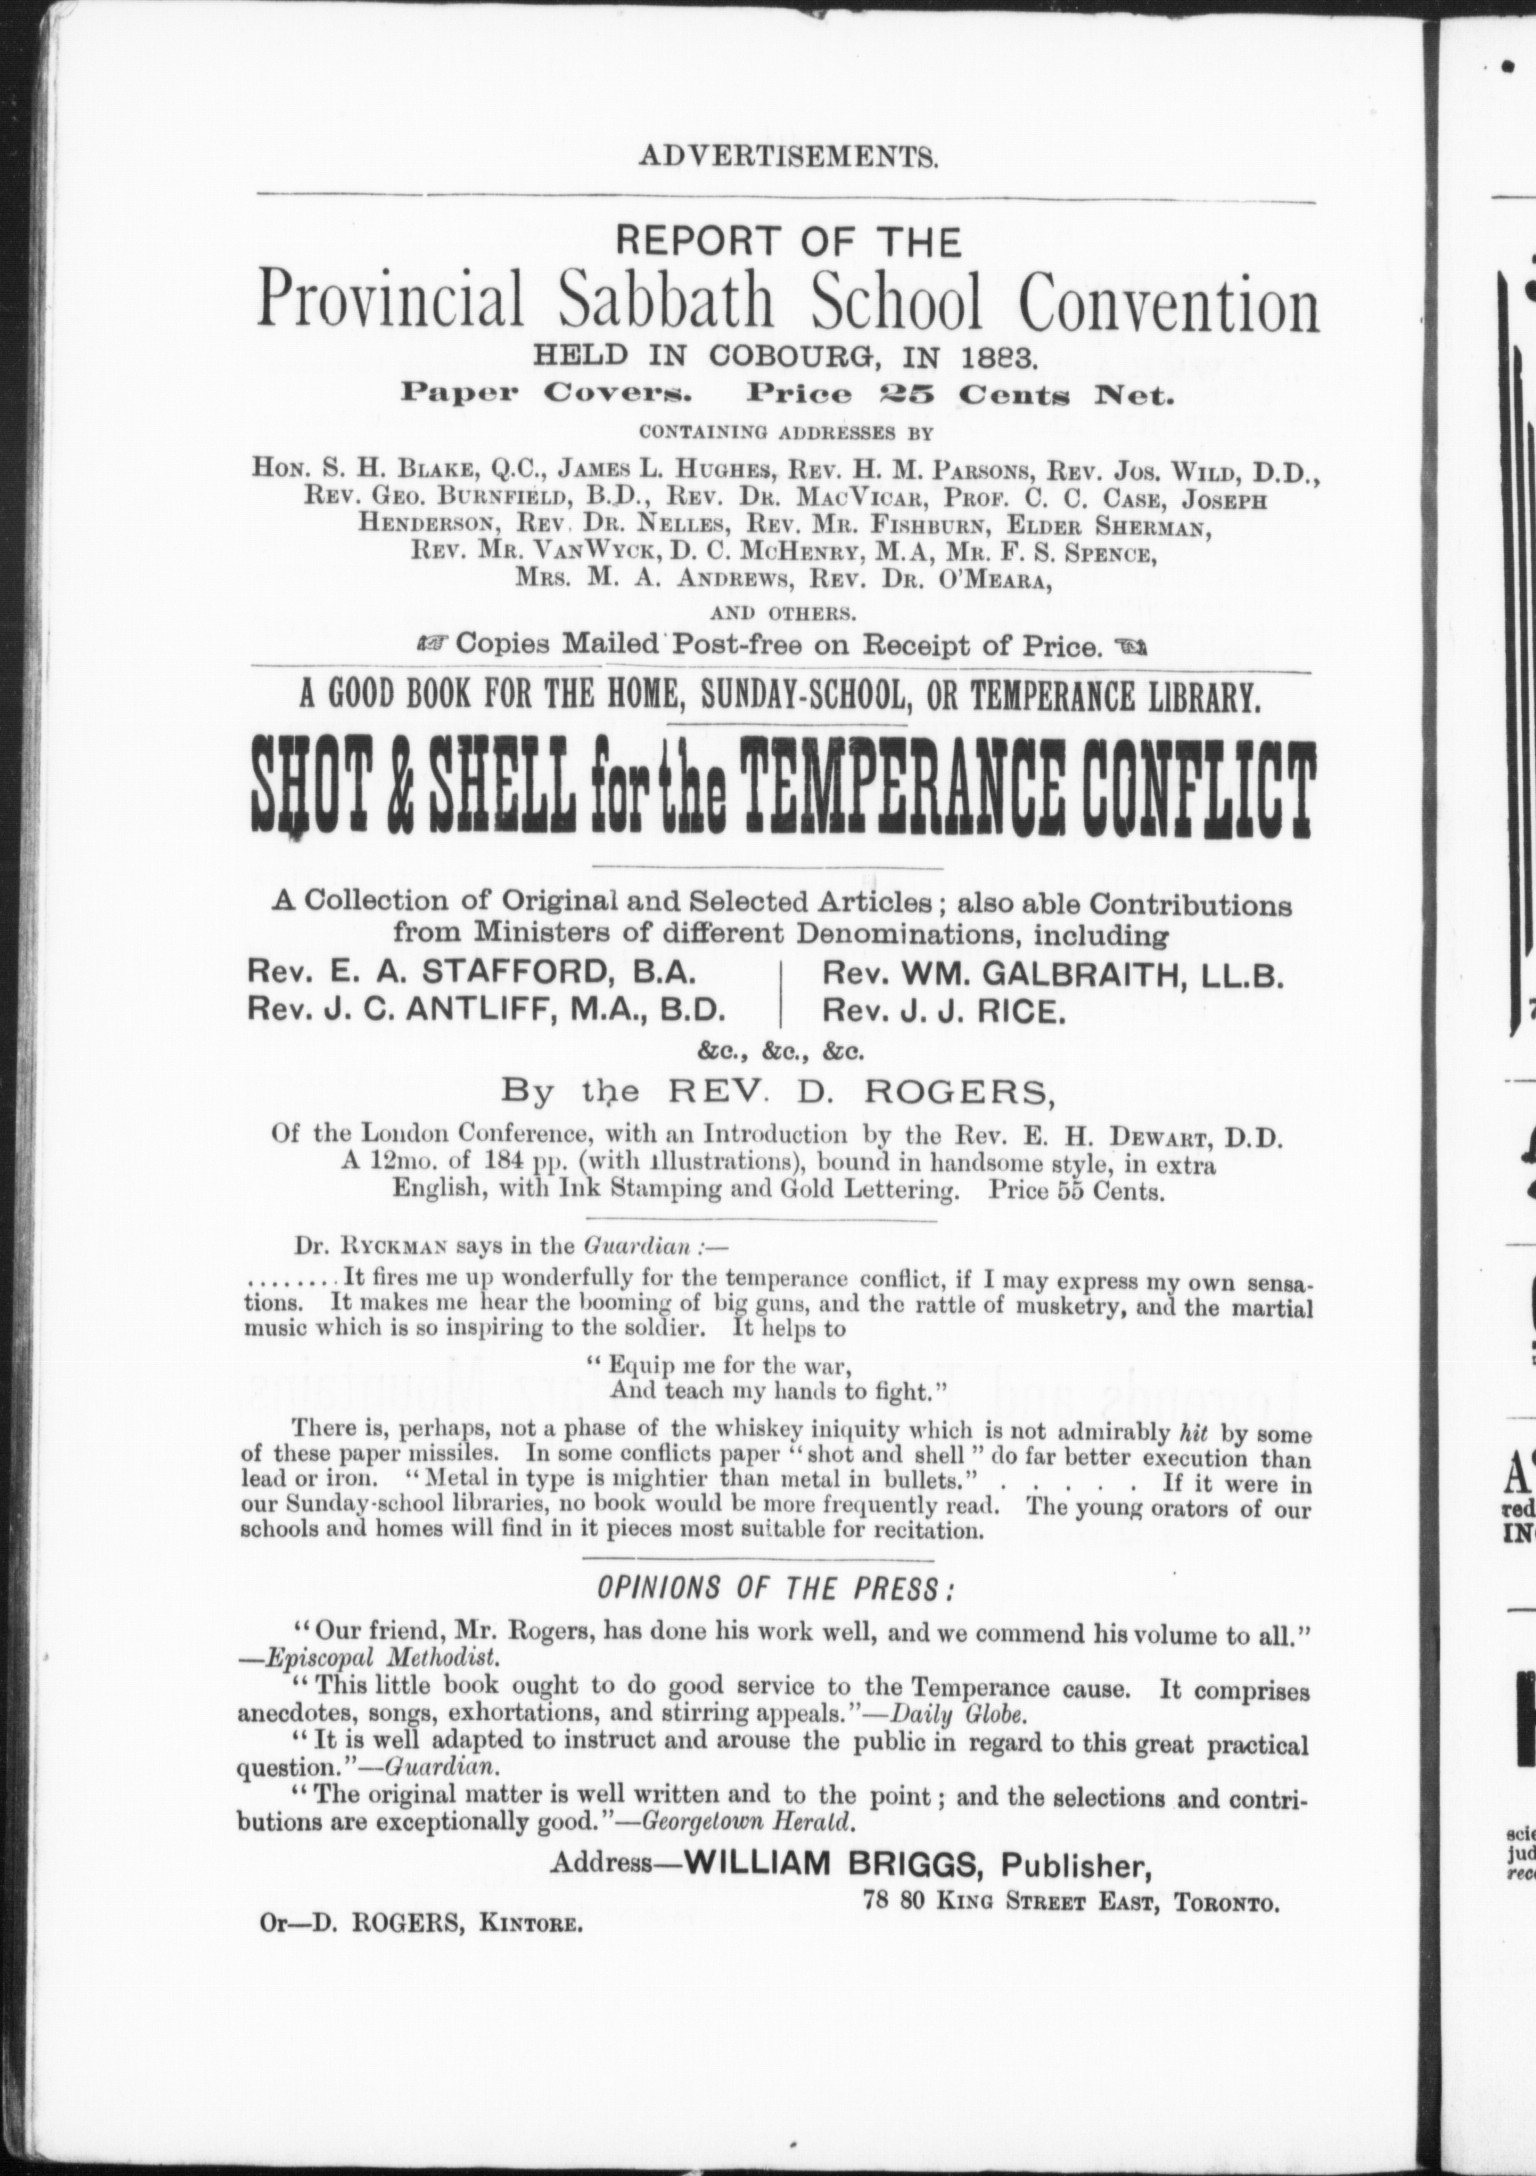 ADVERTISEMENTS.
REPORT OF THE
Provincial Sabbath School Convention
HELD IN COBOURG, IN 1883.
Paper Covers. Price 25 Cents Net.
CONTAINING ADDRESSES BY
HON. S. H. BLAKE, Q.C., JAMES L. HUGHES, REV. H. M. PARSONS, REV. JOS. WILD, D.D.,
REV. GEO. BURNFIELD, B.D., REV. DR. MACVICAR, PROF. C. C. CASE, JOSEPH
HENDERSON, REV. DR. NELLES, REV. MR. FISHBURN, ELDER SHERMAN,
REV. MR. VANWYCK, D. C. MCHENRY, M.A, MR. F. S. SPENCE,
MRS. M. A. ANDREWS, REV. DR. O'MEARA,
AND OTHERS.
☞ Copies Mailed Post-free on Receipt of Price. ☜
A GOOD BOOK FOR THE HOME, SUNDAY-SCHOOL, OR TEMPERANCE LIBRARY.
SHOT & SHELL for the TEMPERANCE CONFLICT
A Collection of Original and Selected Articles; also able Contributions
from Ministers of different Denominations, including
Rev. E. A. STAFFORD, B.A. | Rev. WM. GALBRAITH, LL.B.
Rev. J. C. ANTLIFF, M.A., B.D. | Rev. J. J. RICE.
&c., &c., &c.
By the REV. D. ROGERS,
Of the London Conference, with an Introduction by the Rev. E. H. DEWART, D.D.
A 12mo. of 184 pp. (with illustrations), bound in handsome style, in extra
English, with Ink Stamping and Gold Lettering. Price 55 Cents.
Dr. RYCKMAN says in the Guardian:—
........It fires me up wonderfully for the temperance conflict, if I may express my own sensa-
tions. It makes me hear the booming of big guns, and the rattle of musketry, and the martial
music which is so inspiring to the soldier. It helps to
"Equip me for the war,
And teach my hands to fight."
There is, perhaps, not a phase of the whiskey iniquity which is not admirably hit by some
of these paper missiles. In some conflicts paper "shot and shell" do far better execution than
lead or iron. "Metal in type is mightier than metal in bullets." . . . . . If it were in
our Sunday-school libraries, no book would be more frequently read. The young orators of our
schools and homes will find in it pieces most suitable for recitation.
OPINIONS OF THE PRESS:
"Our friend, Mr. Rogers, has done his work well, and we commend his volume to all."
—Episcopal Methodist.
"This little book ought to do good service to the Temperance cause. It comprises
anecdotes, songs, exhortations, and stirring appeals."—Daily Globe.
"It is well adapted to instruct and arouse the public in regard to this great practical
question."—Guardian.
"The original matter is well written and to the point; and the selections and contri-
butions are exceptionally good."—Georgetown Herald.
Address—WILLIAM BRIGGS, Publisher,
78 80 KING STREET EAST, TORONTO.
Or—D. ROGERS, KINTORE.